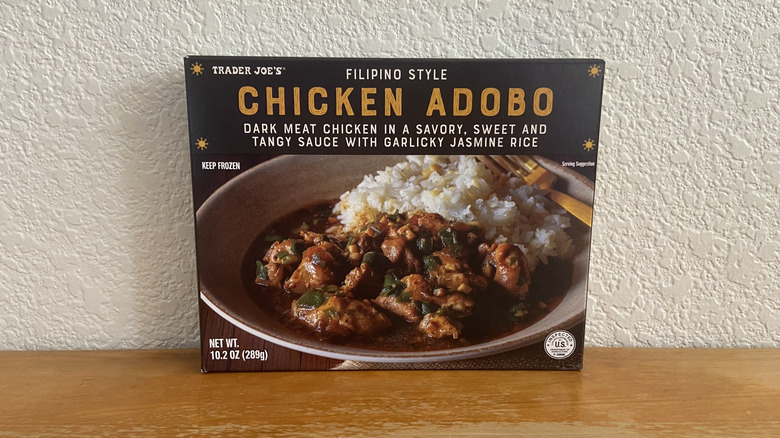 TRADER JOE'S®
FILIPINO STYLE
CHICKEN ADOBO
DARK MEAT CHICKEN IN A SAVORY, SWEET AND
TANGY SAUCE WITH GARLICKY JASMINE RICE
KEEP FROZEN
Serving Suggestion
NET WT.
10.2 OZ (289g)
INSPECTED
U.S.